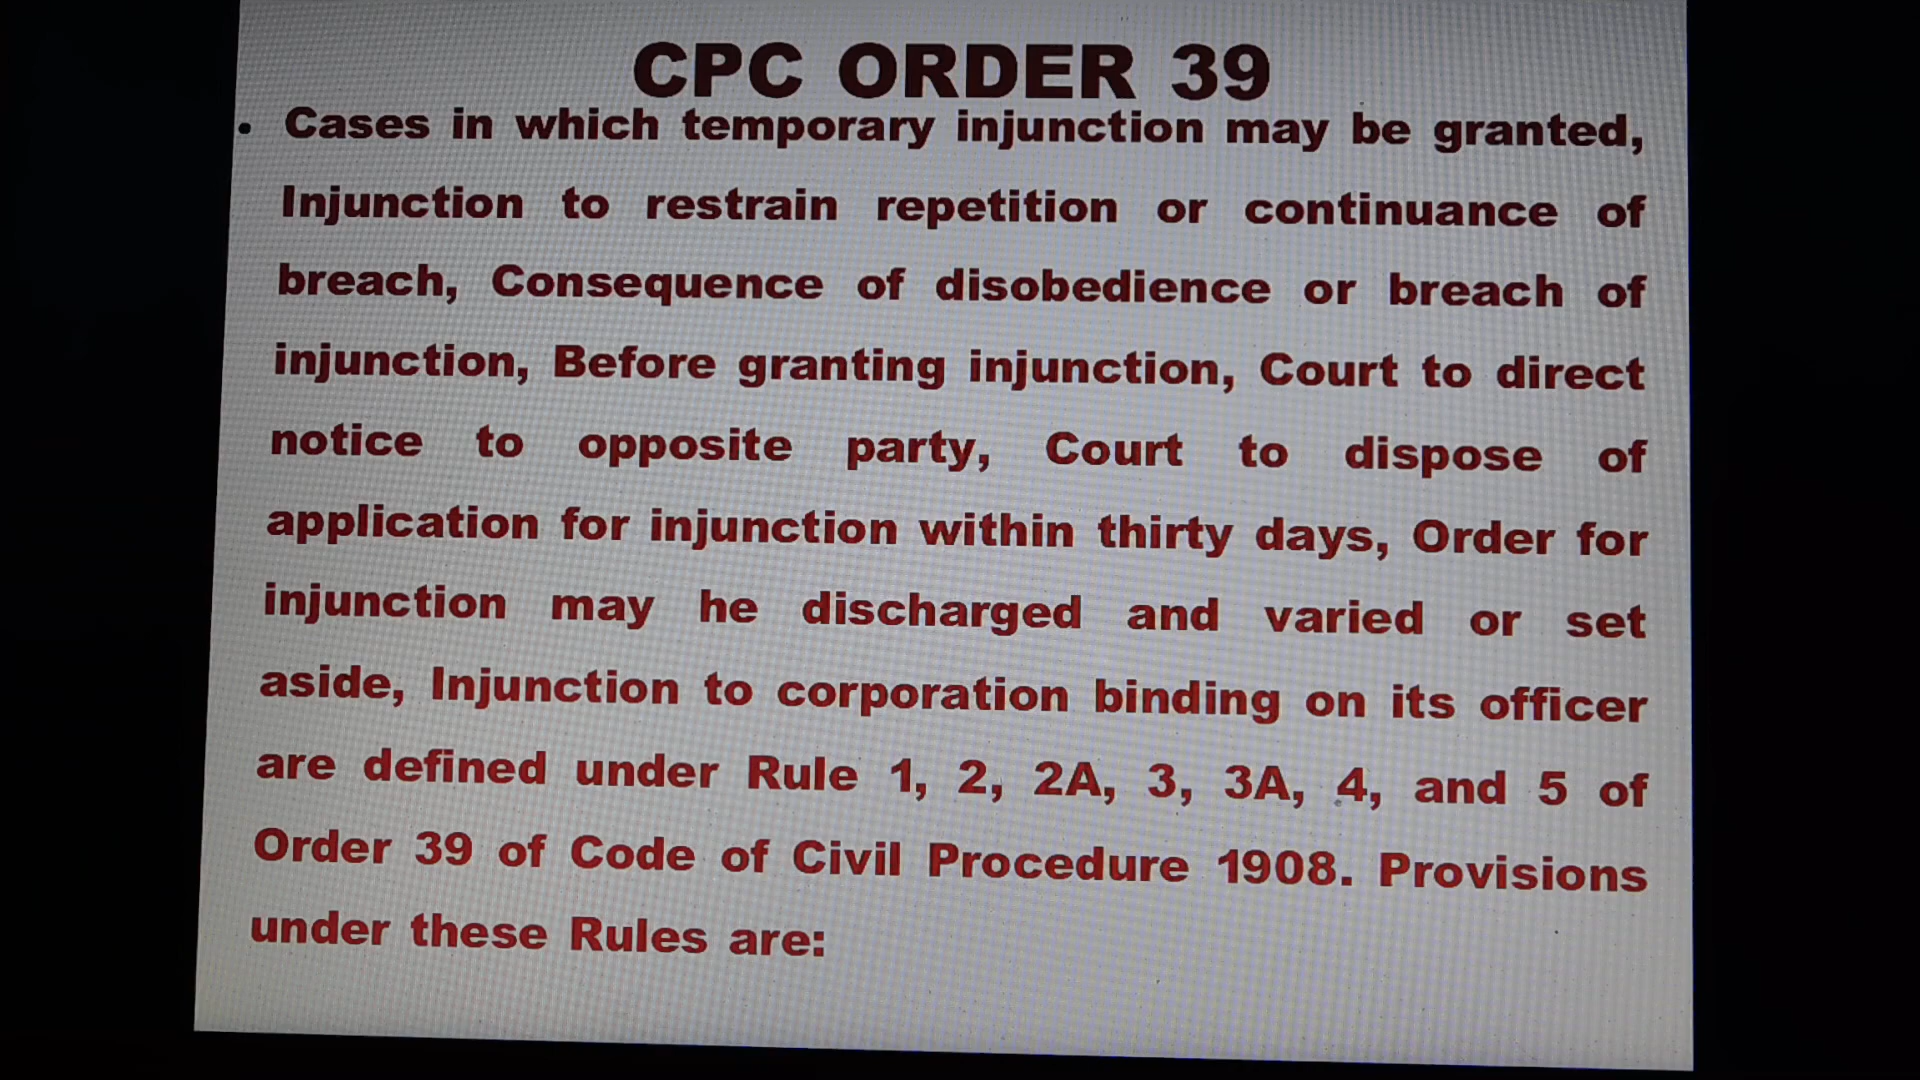 CPC ORDER 39
• Cases in which temporary injunction may be granted,
Injunction to restrain repetition or continuance of
breach, Consequence of disobedience or breach of
injunction, Before granting injunction, Court to direct
notice to opposite party, Court to dispose of
application for injunction within thirty days, Order for
injunction may he discharged and varied or set
aside, Injunction to corporation binding on its officer
are defined under Rule 1, 2, 2A, 3, 3A, 4, and 5 of
Order 39 of Code of Civil Procedure 1908. Provisions
under these Rules are: